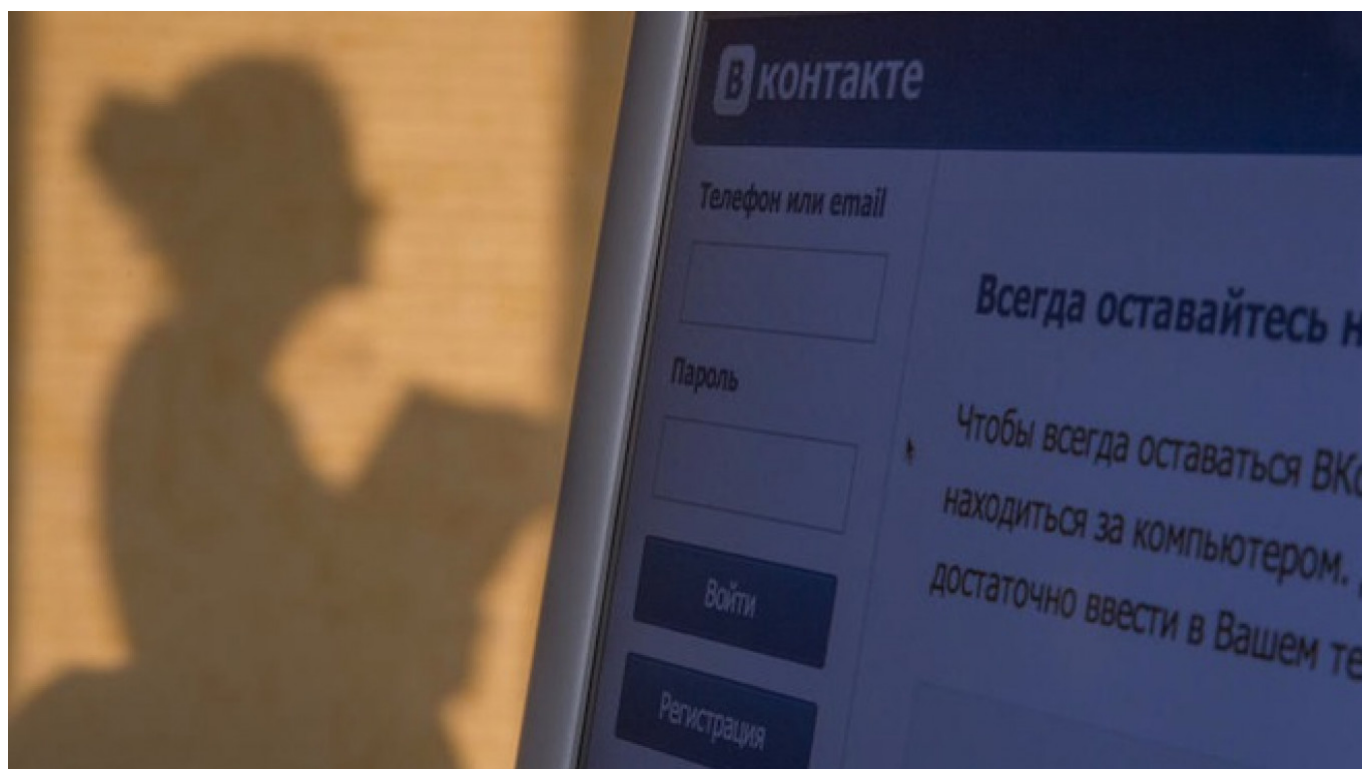 В контакте
Телефон или email
Пароль
Войти
Регистрация
Всегда оставайтесь
Чтобы всегда оставаться
находиться за компьютером.
достаточно ввести в Вашем